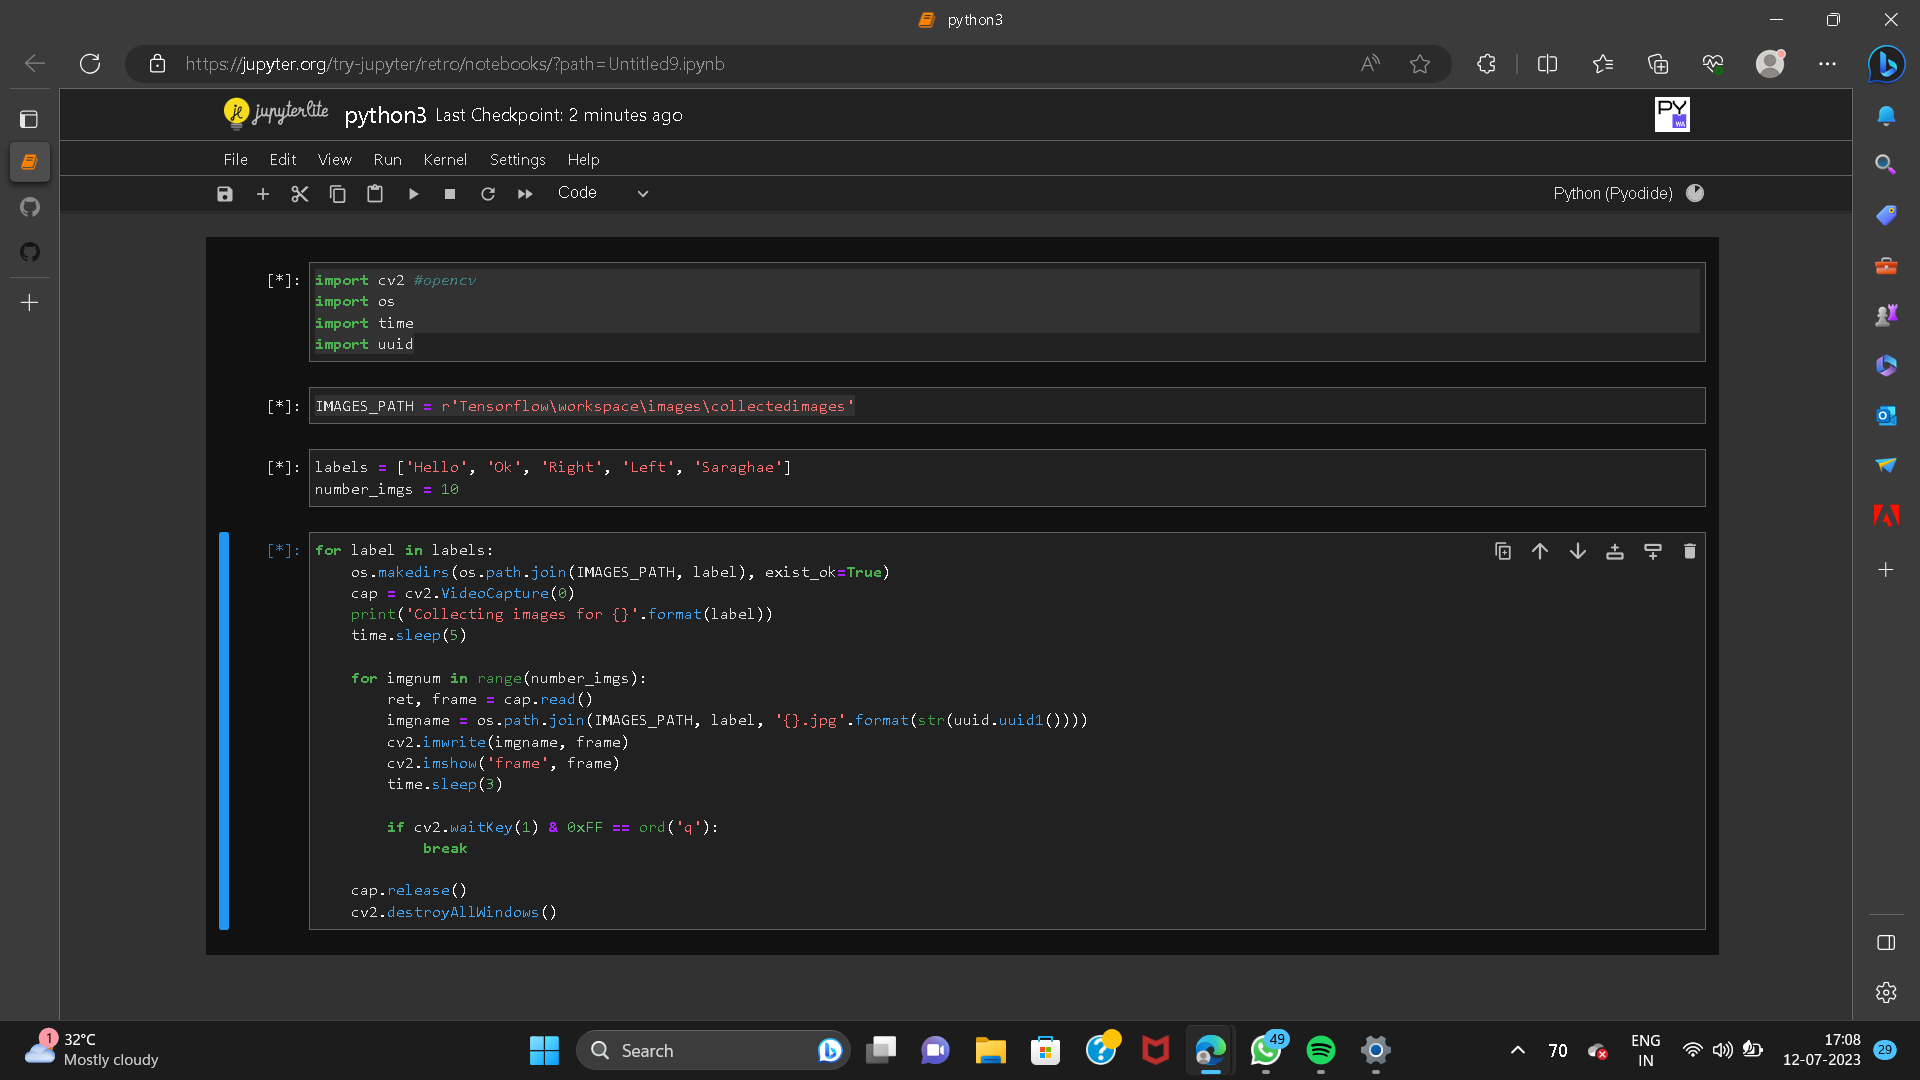 python3
https://jupyter.org/try-jupyter/retro/notebooks/?path=Untitled9.ipynb
jupyterlite python3 Last Checkpoint: 2 minutes ago
PY
WA
File Edit View Run Kernel Settings Help
Code
Python (Pyodide)
[*]: import cv2 #opencv
import os
import time
import uuid
[*]: IMAGES_PATH = r'Tensorflow\workspace\images\collectedimages'
[*]: labels = ['Hello', 'Ok', 'Right', 'Left', 'Saraghae']
number_imgs = 10
[*]: for label in labels:
    os.makedirs(os.path.join(IMAGES_PATH, label), exist_ok=True)
    cap = cv2.VideoCapture(0)
    print('Collecting images for {}'.format(label))
    time.sleep(5)
    for imgnum in range(number_imgs):
        ret, frame = cap.read()
        imgname = os.path.join(IMAGES_PATH, label, '{}.jpg'.format(str(uuid.uuid1())))
        cv2.imwrite(imgname, frame)
        cv2.imshow('frame', frame)
        time.sleep(3)
        if cv2.waitKey(1) & 0xFF == ord('q'):
            break
    cap.release()
    cv2.destroyAllWindows()
1
32°C
Mostly cloudy
Search
49
70
ENG
IN
17:08
12-07-2023
29